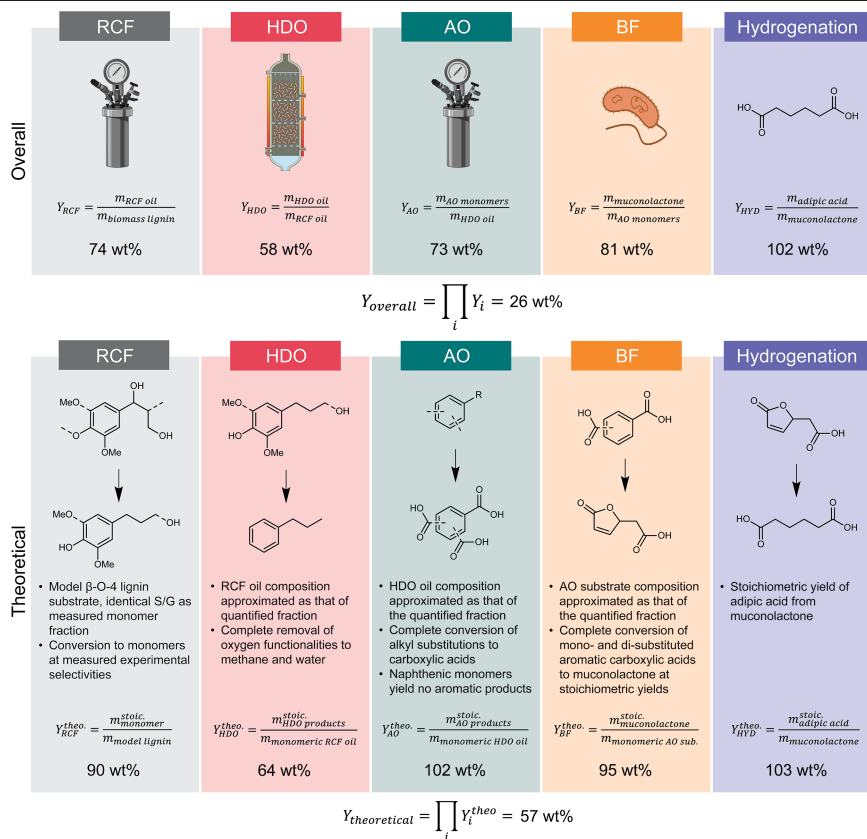 RCF HDO AO BF Hydrogenation
Overall
HO
O
O
OH
Y_RCF = m_RCF oil / m_biomass lignin
Y_HDO = m_HDO oil / m_RCF oil
Y_AO = m_AO monomers / m_HDO oil
Y_BF = m_muconolactone / m_AO monomers
Y_HYD = m_adipic acid / m_muconolactone
74 wt% 58 wt% 73 wt% 81 wt% 102 wt%
Y_overall = ∏_i Y_i = 26 wt%
RCF HDO AO BF Hydrogenation
Theoretical
OH
MeO
O
OMe
OH
MeO
OH
HO
OMe
MeO
OH
HO
OMe
R
HO
O
O
OH
O
OH
HO
O
O
OH
O
O
O
OH
O
O
O
OH
HO
O
O
OH
• Model β-O-4 lignin
substrate, identical S/G as
measured monomer
fraction
• Conversion to monomers
at measured experimental
selectivities
• RCF oil composition
approximated as that of
quantified fraction
• Complete removal of
oxygen functionalities to
methane and water
• HDO oil composition
approximated as that of
the quantified fraction
• Complete conversion of
alkyl substitutions to
carboxylic acids
• Naphthenic monomers
yield no aromatic products
• AO substrate composition
approximated as that of
the quantified fraction
• Complete conversion of
mono- and di-substituted
aromatic carboxylic acids
to muconolactone at
stoichiometric yields
• Stoichiometric yield of
adipic acid from
muconolactone
Y_RCF^theo. = m_monomer^stoic. / m_model lignin
Y_HDO^theo. = m_HDO products^stoic. / m_monomeric RCF oil
Y_AO^theo. = m_AO products^stoic. / m_monomeric HDO oil
Y_BF^theo. = m_muconolactone^stoic. / m_monomeric AO sub.
Y_HYD^theo. = m_adipic acid^stoic. / m_muconolactone
90 wt% 64 wt% 102 wt% 95 wt% 103 wt%
Y_theoretical = ∏_i Y_i^theo = 57 wt%